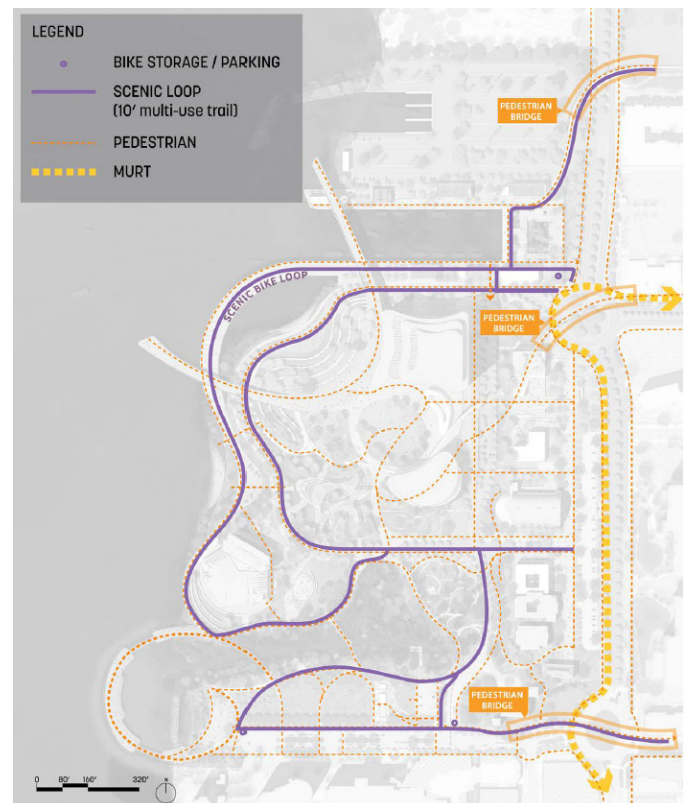 LEGEND
BIKE STORAGE / PARKING
SCENIC LOOP
(10' multi-use trail)
PEDESTRIAN
MURT
PEDESTRIAN
BRIDGE
SCENIC BIKE LOOP
PEDESTRIAN
BRIDGE
PEDESTRIAN
BRIDGE
0 80' 160' 320'
N